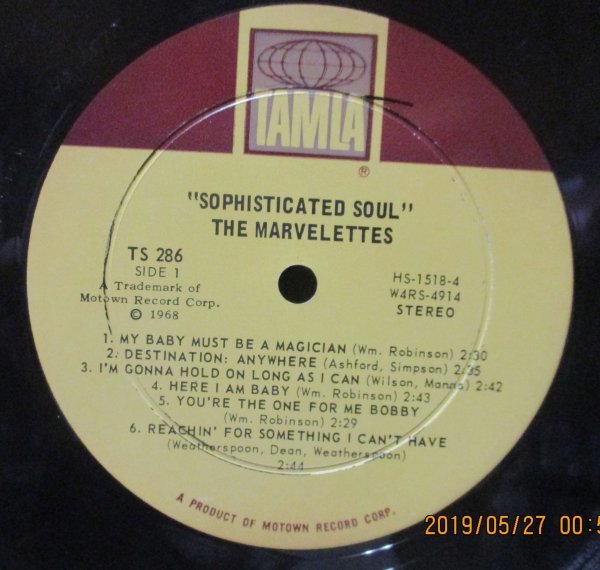 TAMLA
®
"SOPHISTICATED SOUL"
THE MARVELETTES
TS 286
SIDE 1
A Trademark of
Motown Record Corp.
© 1968
HS-1518-4
W4RS-4914
STEREO
1. MY BABY MUST BE A MAGICIAN (Wm. Robinson) 2:30
2. DESTINATION: ANYWHERE (Ashford, Simpson) 2:35
3. I'M GONNA HOLD ON LONG AS I CAN (Wilson, Manns) 2:42
4. HERE I AM BABY (Wm. Robinson) 2:43
5. YOU'RE THE ONE FOR ME BOBBY
(Wm. Robinson) 2:29
6. REACHIN' FOR SOMETHING I CAN'T HAVE
(Weatherspoon, Dean, Weatherspoon)
2:44
A PRODUCT OF MOTOWN RECORD CORP.
2019/05/27 00:5